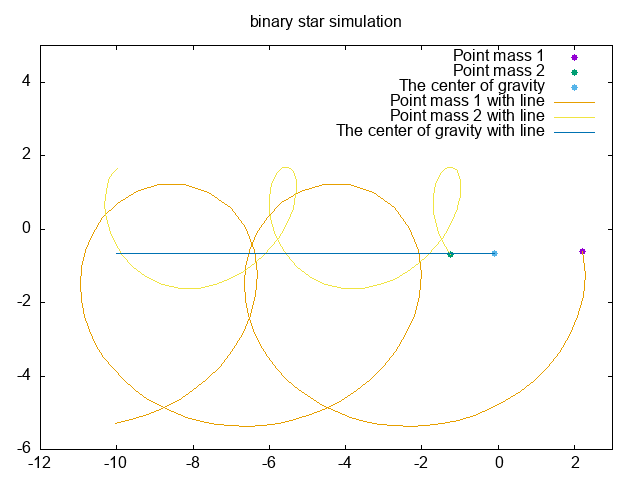 binary star simulation
Point mass 1
Point mass 2
The center of gravity
Point mass 1 with line
Point mass 2 with line
The center of gravity with line
4
2
0
-2
-4
-6
-12 -10 -8 -6 -4 -2 0 2